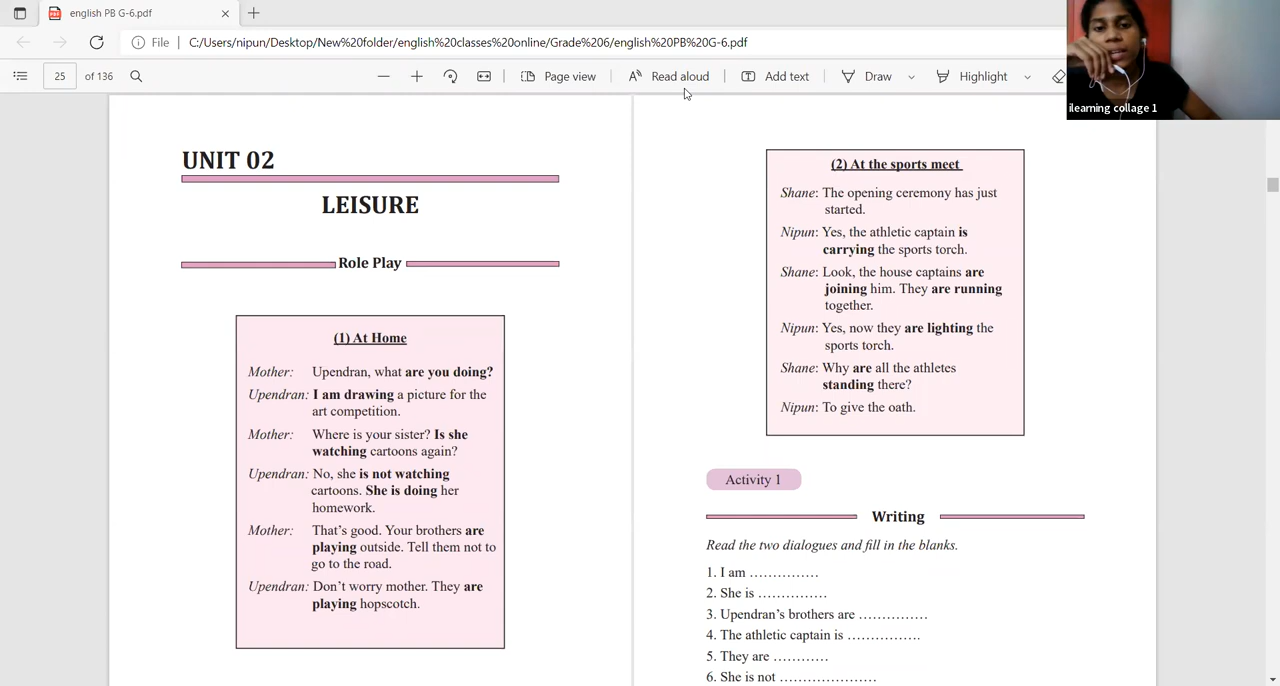 english PB G-6.pdf
File C:/Users/nipun/Desktop/New%20folder/english%20classes%20online/Grade%206/english%20PB%20G-6.pdf
25 of 136
Page view
Read aloud
Add text
Draw
Highlight
ilearning collage 1
UNIT 02
LEISURE
Role Play
(1) At Home
Mother: Upendran, what are you doing?
Upendran: I am drawing a picture for the
art competition.
Mother: Where is your sister? Is she
watching cartoons again?
Upendran: No, she is not watching
cartoons. She is doing her
homework.
Mother: That's good. Your brothers are
playing outside. Tell them not to
go to the road.
Upendran: Don't worry mother. They are
playing hopscotch.
(2) At the sports meet
Shane: The opening ceremony has just
started.
Nipun: Yes, the athletic captain is
carrying the sports torch.
Shane: Look, the house captains are
joining him. They are running
together.
Nipun: Yes, now they are lighting the
sports torch.
Shane: Why are all the athletes
standing there?
Nipun: To give the oath.
Activity 1
Writing
Read the two dialogues and fill in the blanks.
1. I am ……………
2. She is ……………
3. Upendran's brothers are ……………
4. The athletic captain is …………….
5. They are …………
6. She is not …………………